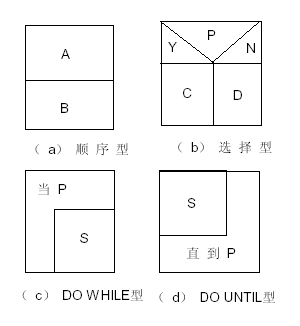 A
B
（ a） 顺 序 型
P
Y N
C D
（ b） 选 择 型
当 P
S
（ c） DO WHILE型
S
直 到 P
（ d） DO UNTIL型